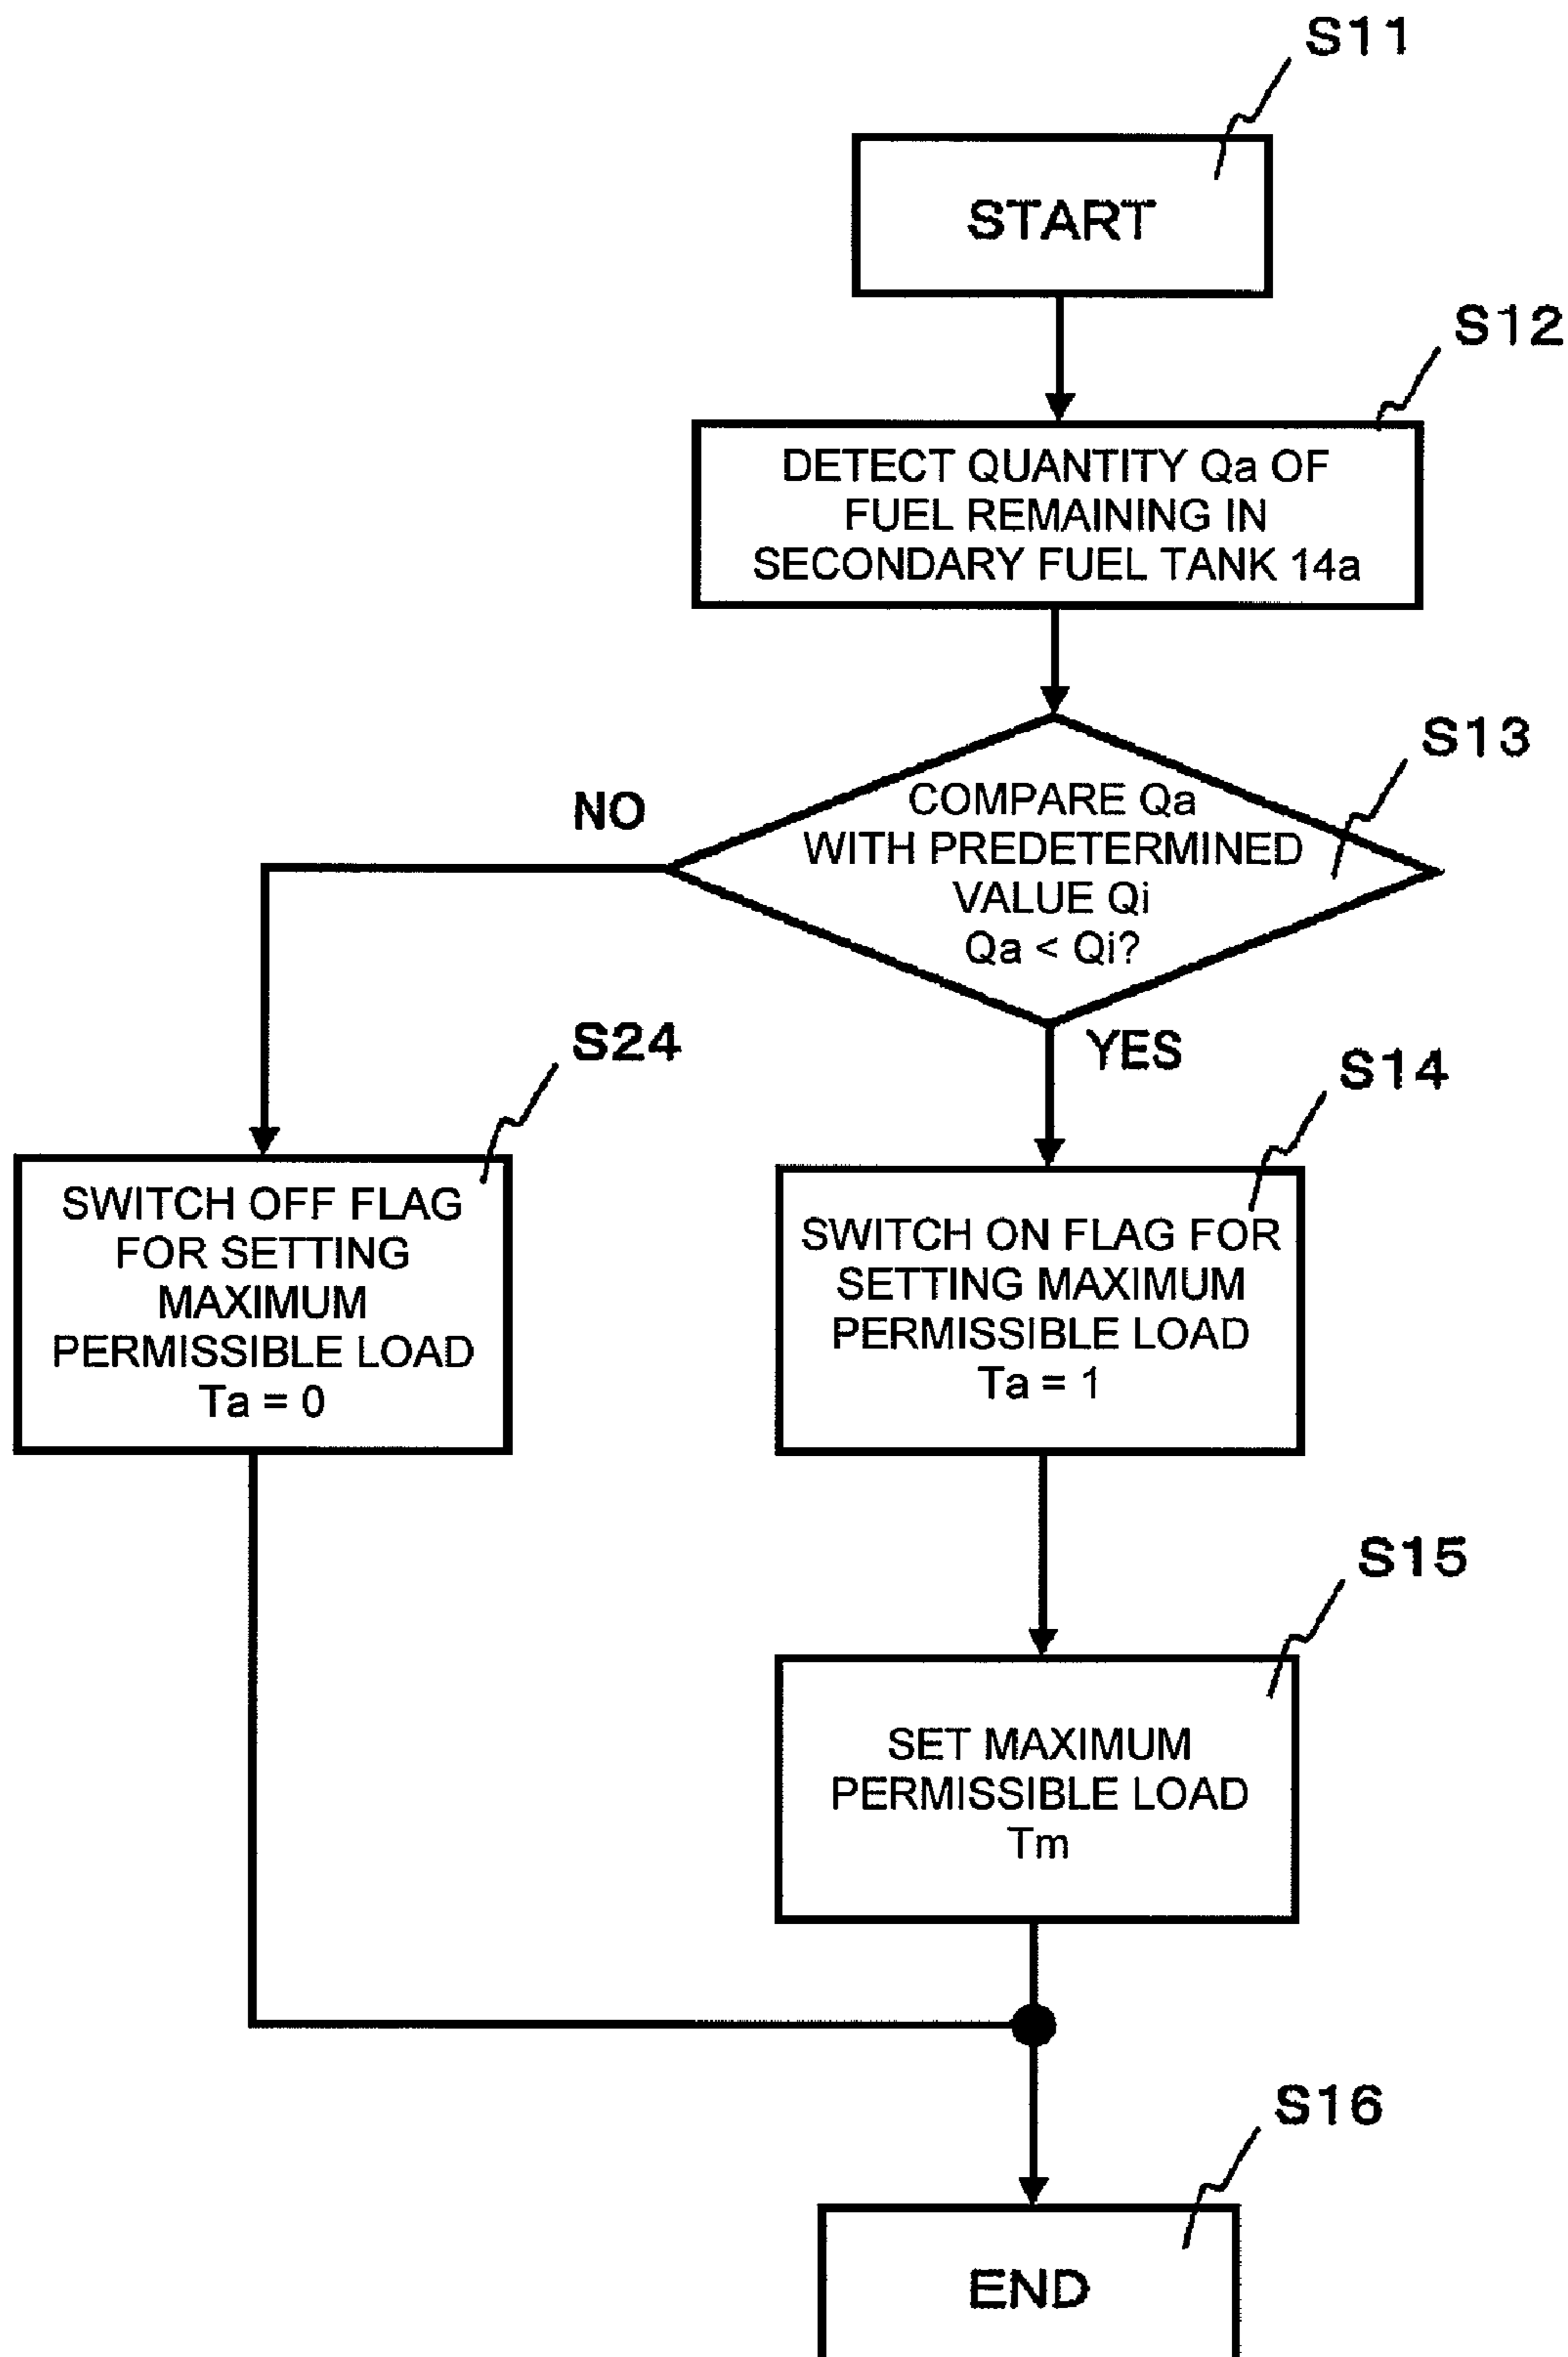 S11
START
S12
DETECT QUANTITY Qa OF
FUEL REMAINING IN
SECONDARY FUEL TANK 14a
S13
COMPARE Qa
WITH PREDETERMINED
VALUE Qi
Qa < Qi?
NO
YES
S24
SWITCH OFF FLAG
FOR SETTING
MAXIMUM
PERMISSIBLE LOAD
Ta = 0
S14
SWITCH ON FLAG FOR
SETTING MAXIMUM
PERMISSIBLE LOAD
Ta = 1
S15
SET MAXIMUM
PERMISSIBLE LOAD
Tm
S16
END